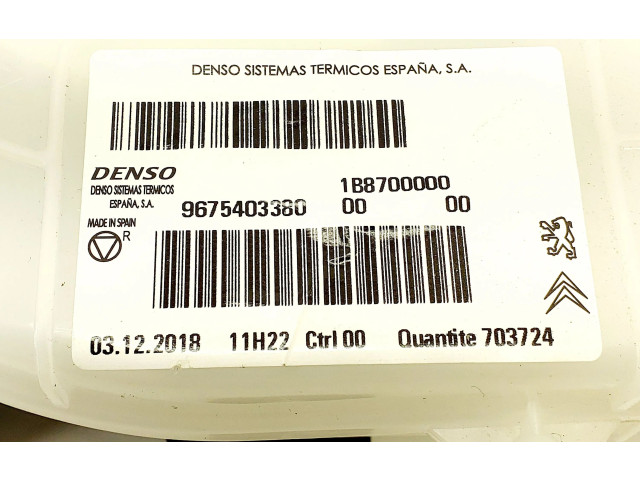 DENSO SISTEMAS TERMICOS ESPAÑA, S.A.
DENSO
DENSO SISTEMAS TERMICOS
ESPAÑA, S.A.
MADE IN SPAIN
R
1B8700000
9675403380 00 00
03.12.2018 11H22 Ctrl 00 Quantite 703724